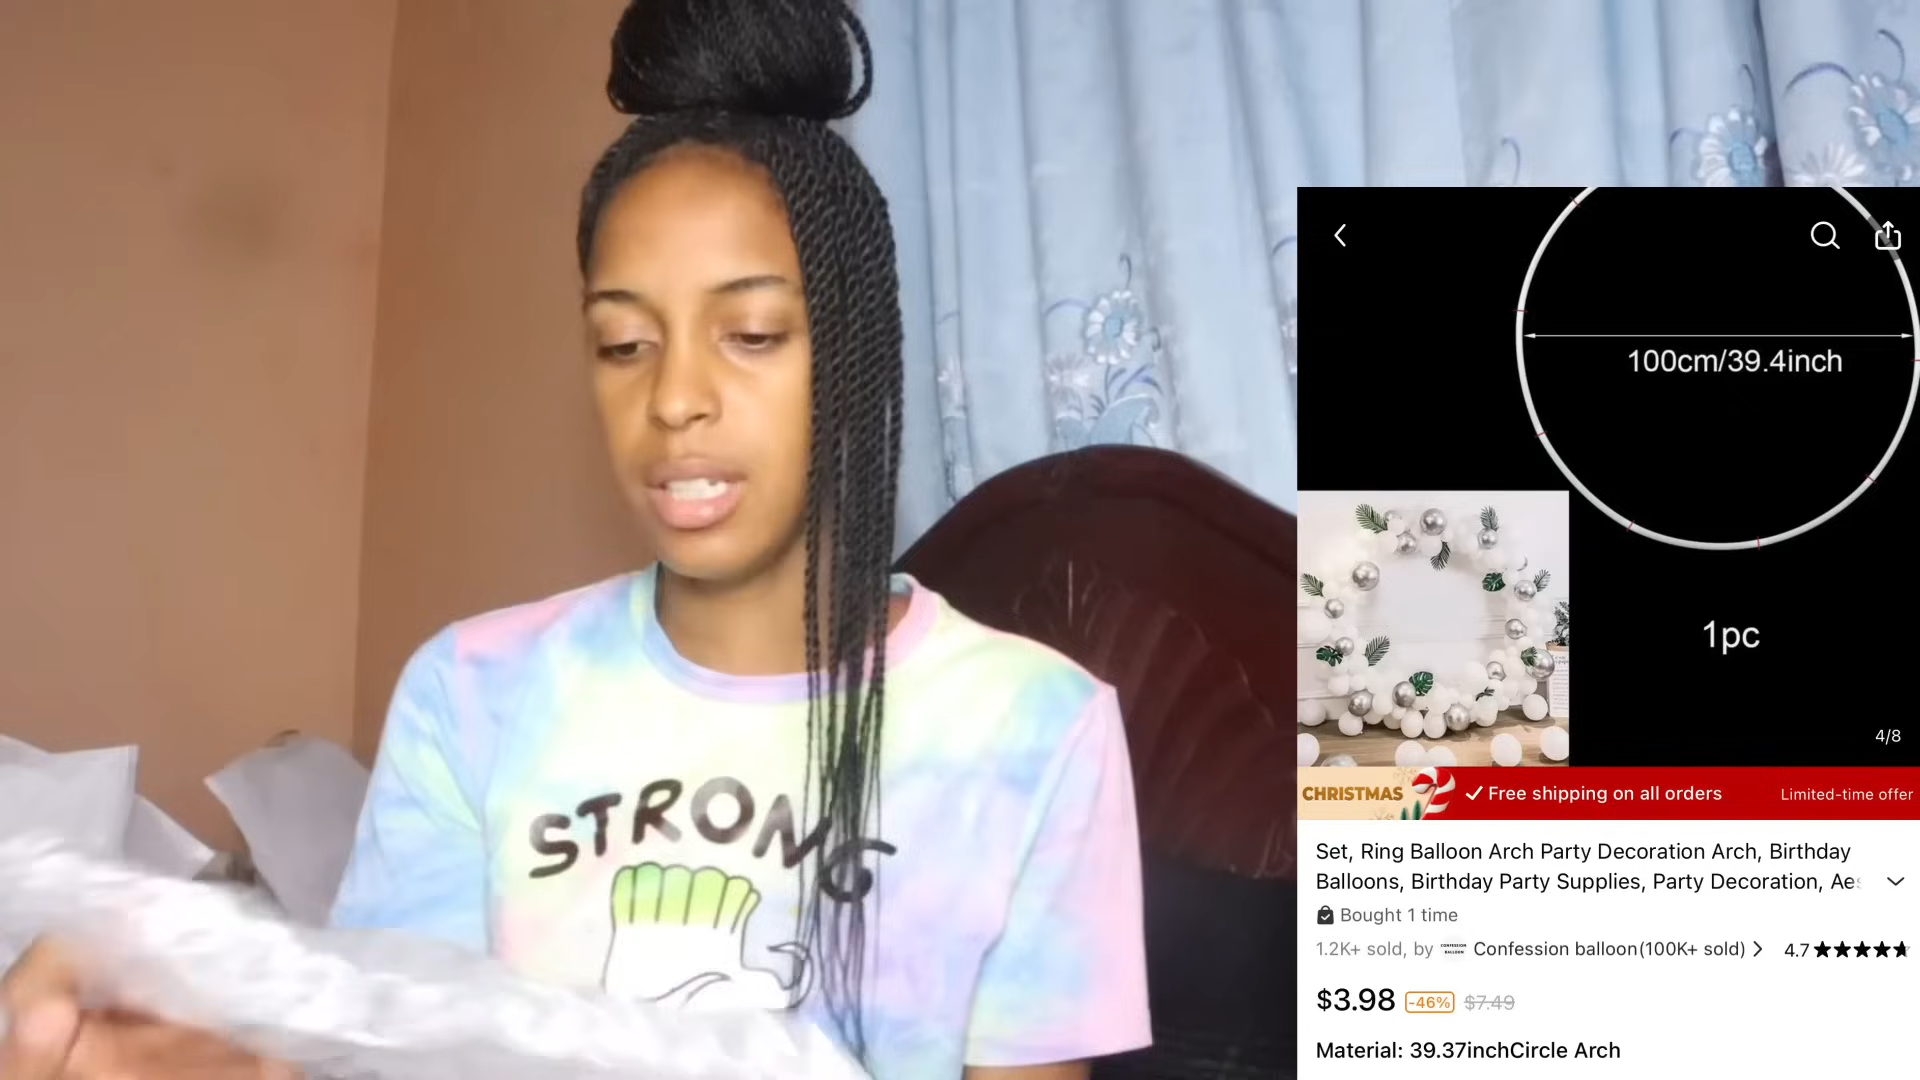 STRONG
100cm/39.4inch
1pc
4/8
CHRISTMAS ✓ Free shipping on all orders Limited-time offer
Set, Ring Balloon Arch Party Decoration Arch, Birthday
Balloons, Birthday Party Supplies, Party Decoration,
Bought 1 time
1.2K+ sold, by CONFESSION BALLOON Confession balloon(100K+ sold) > 4.7
$3.98 -46% $7.49
Material: 39.37inchCircle Arch